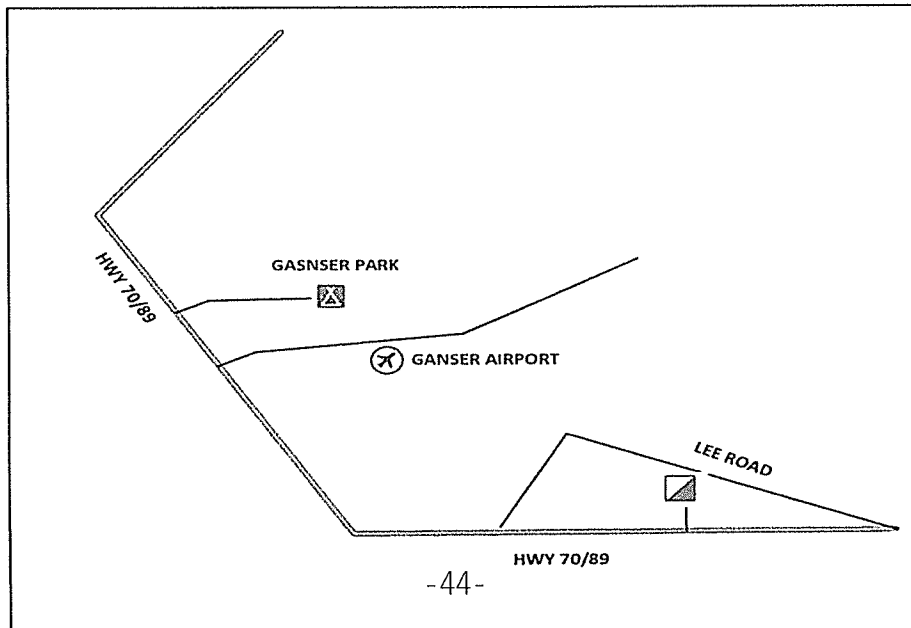 GASNSER PARK
HWY 70/89
GANSER AIRPORT
LEE ROAD
HWY 70/89
-44-